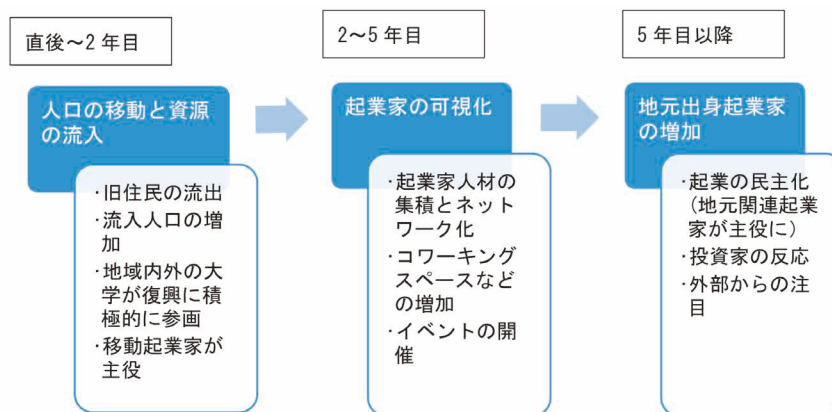 直後～2年目
人口の移動と資源
の流入
・旧住民の流出
・流入人口の増
加
・地域内外の大
学が復興に積
極的に参画
・移動起業家が
主役
2～5年目
起業家の可視化
・起業家人材の
集積とネット
ワーク化
・コワーキング
スペースなど
の増加
・イベントの開
催
5年目以降
地元出身起業家
の増加
・起業の民主化
(地元関連起業
家が主役に)
・投資家の反応
・外部からの注
目